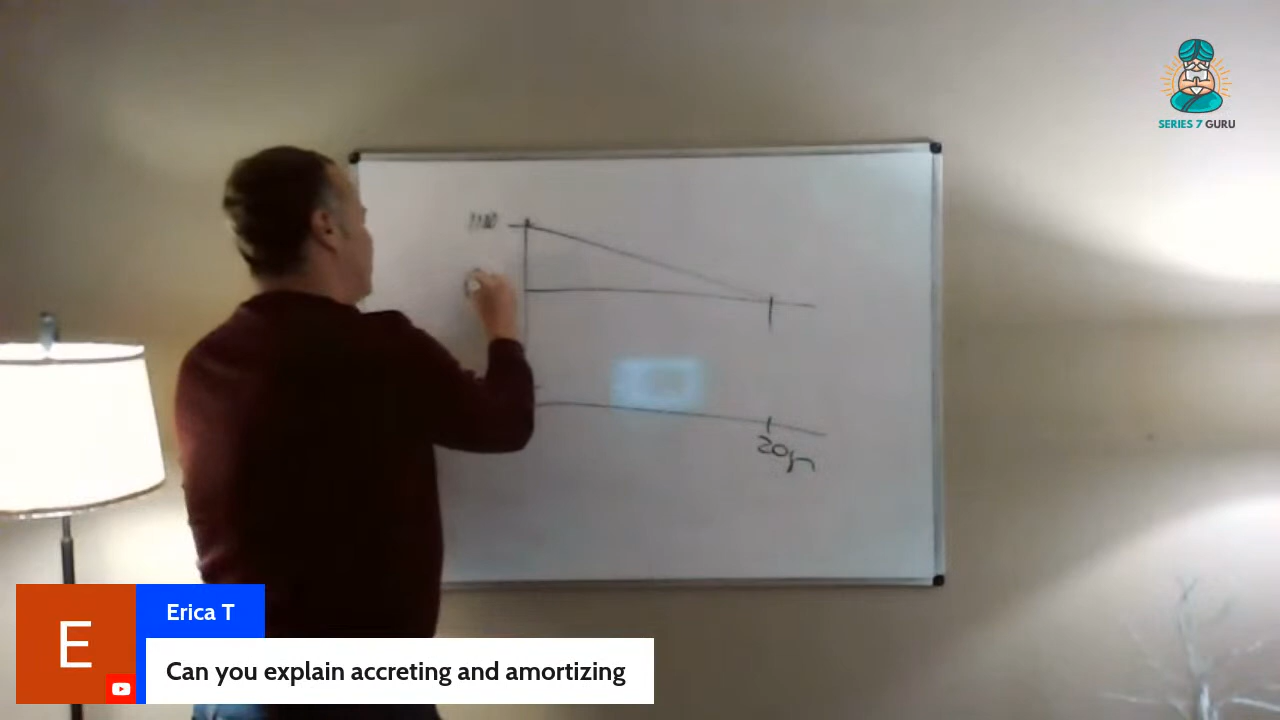 SERIES 7 GURU
20yr
E
Erica T
Can you explain accreting and amortizing